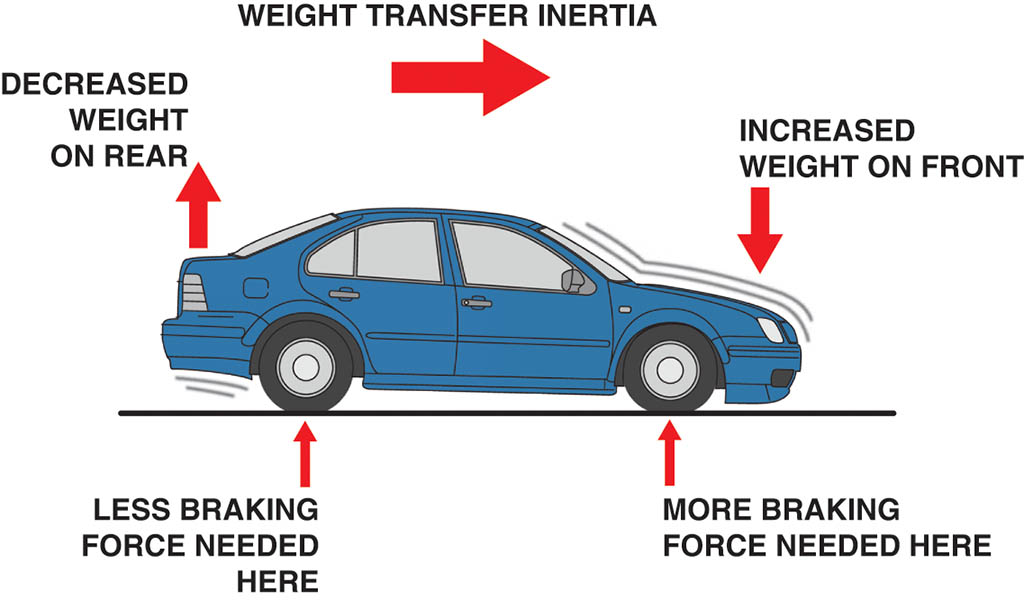 WEIGHT TRANSFER INERTIA
DECREASED
WEIGHT
ON REAR
INCREASED
WEIGHT ON FRONT
LESS BRAKING
FORCE NEEDED
HERE
MORE BRAKING
FORCE NEEDED HERE